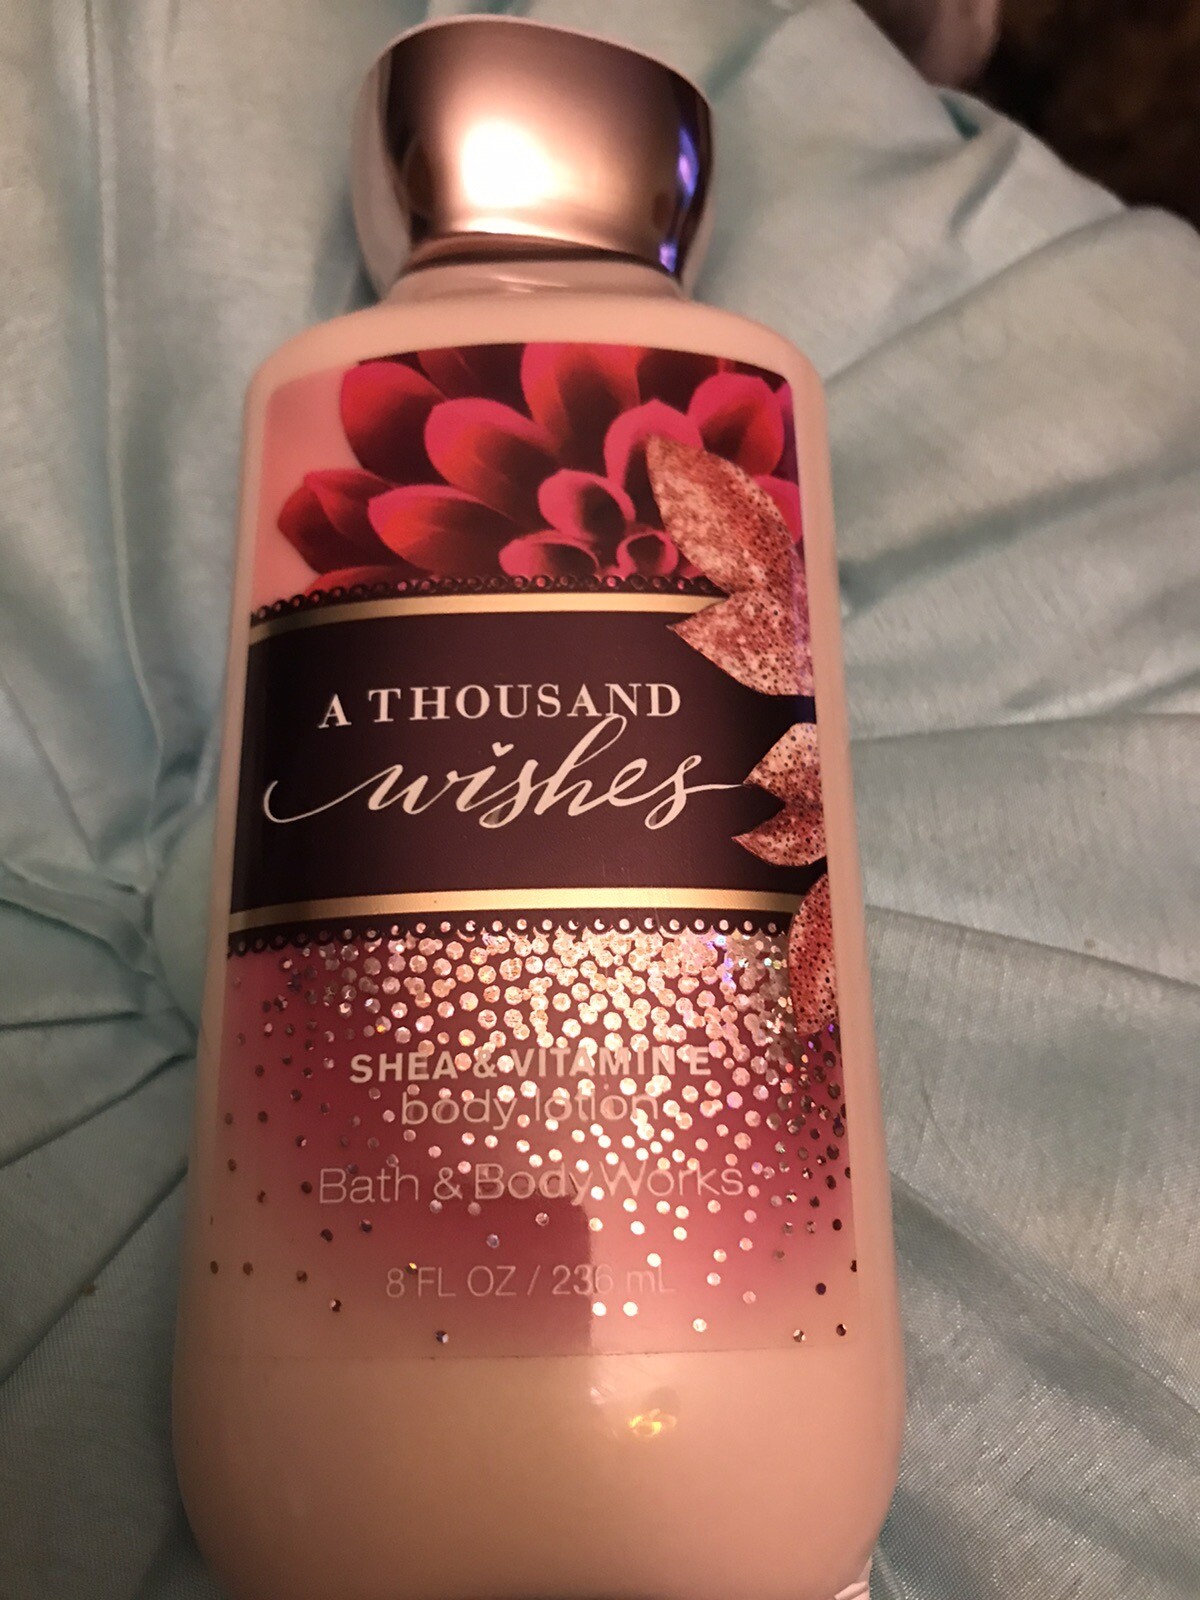 A THOUSAND
wishes
SHEA & VITAMIN E
body lotion
Bath & Body Works
8 FL OZ / 236 mL